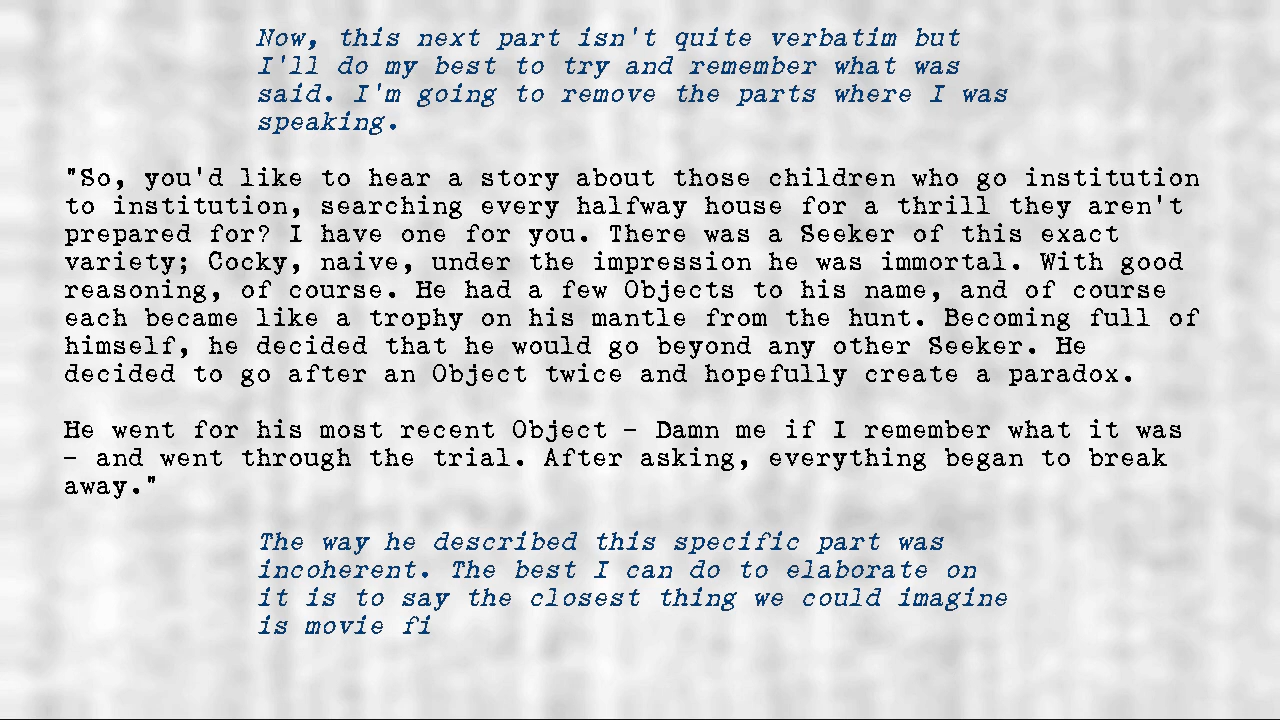 Now, this next part isn't quite verbatim but
I'll do my best to try and remember what was
said. I'm going to remove the parts where I was
speaking.
"So, you'd like to hear a story about those children who go institution
to institution, searching every halfway house for a thrill they aren't
prepared for? I have one for you. There was a Seeker of this exact
variety; Cocky, naive, under the impression he was immortal. With good
reasoning, of course. He had a few Objects to his name, and of course
each became like a trophy on his mantle from the hunt. Becoming full of
himself, he decided that he would go beyond any other Seeker. He
decided to go after an Object twice and hopefully create a paradox.
He went for his most recent Object - Damn me if I remember what it was
- and went through the trial. After asking, everything began to break
away."
The way he described this specific part was
incoherent. The best I can do to elaborate on
it is to say the closest thing we could imagine
is movie fi